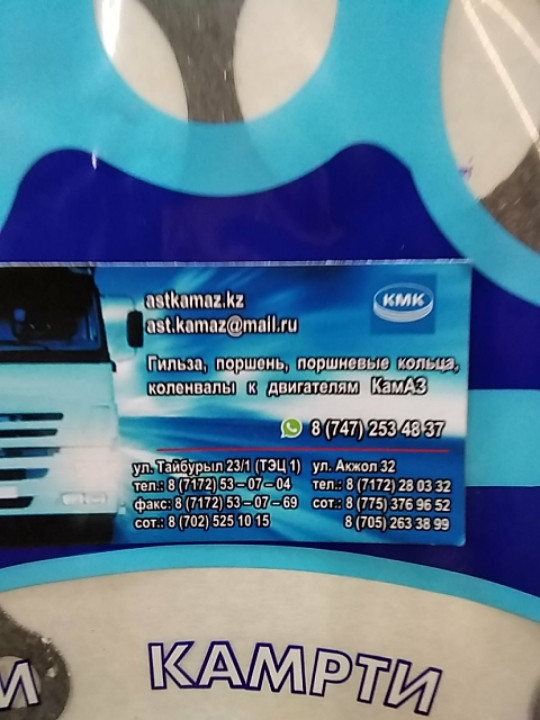 astkamaz.kz
ast.kamaz@mail.ru
КМК
Гильза, поршень, поршневые кольца,
коленвалы к двигателям КамАЗ
8 (747) 253 48 37
ул. Тайбурыл 23/1 (ТЭЦ 1)
тел.: 8 (7172) 53 – 07 – 04
факс: 8 (7172) 53 – 07 – 69
сот.: 8 (702) 525 10 15
ул. Акжол 32
тел.: 8 (7172) 28 03 32
сот.: 8 (775) 376 96 52
8 (705) 263 38 99
КАМРТИ